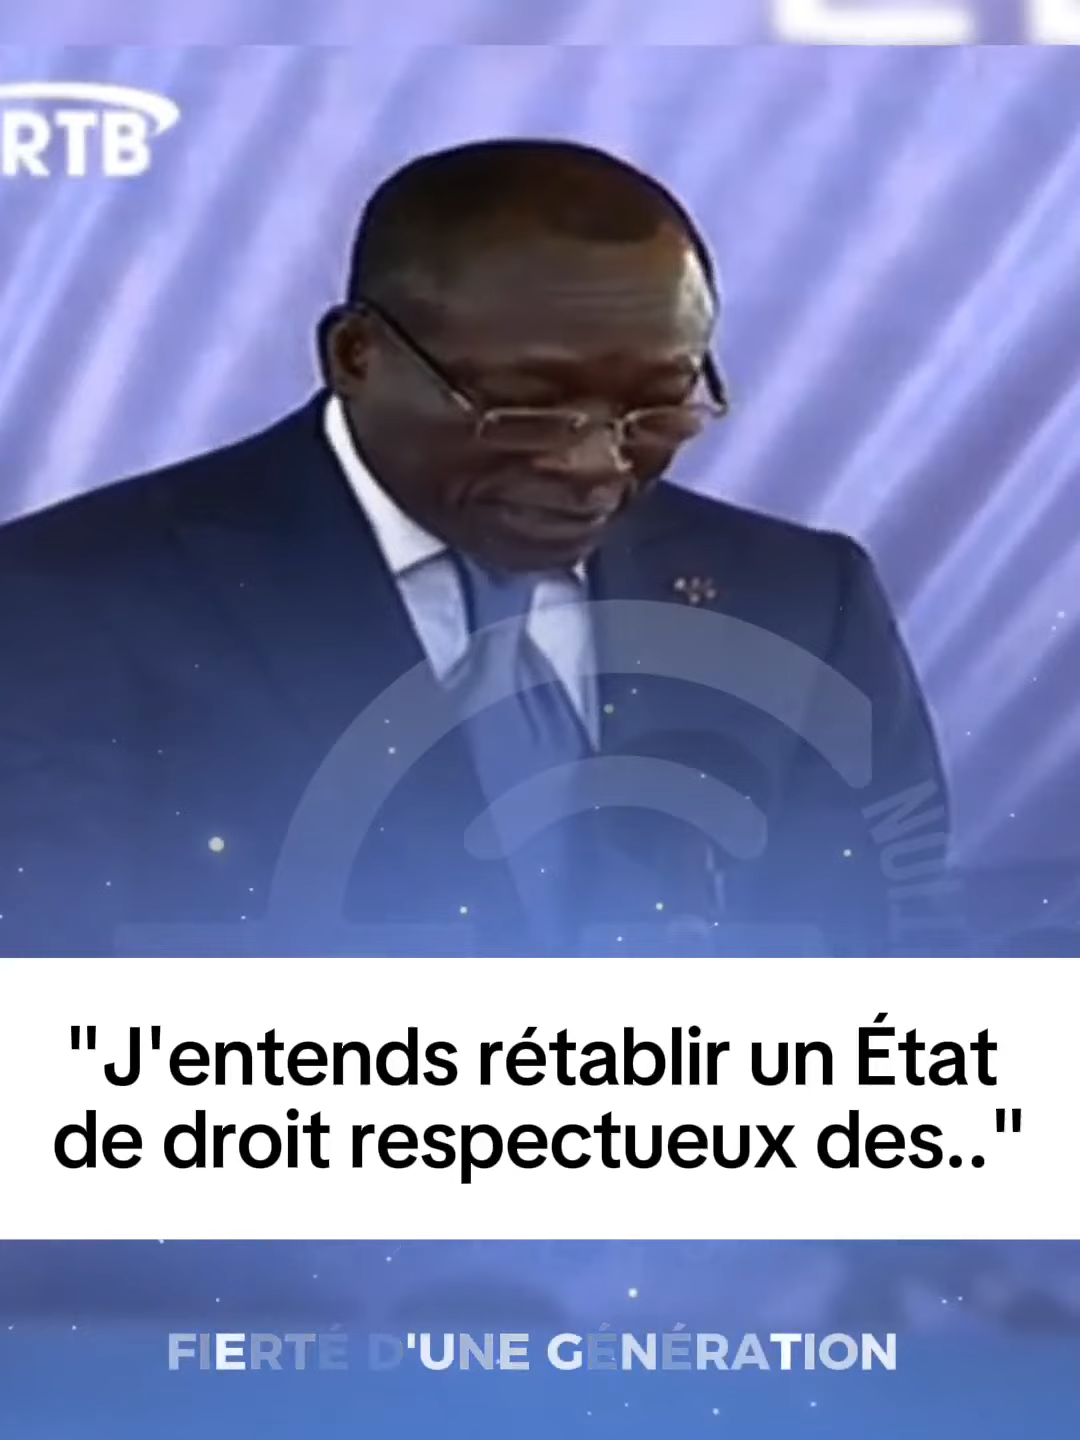 RTB
"J'entends rétablir un État
de droit respectueux des.."
FIERTÉ D'UNE GÉNÉRATION